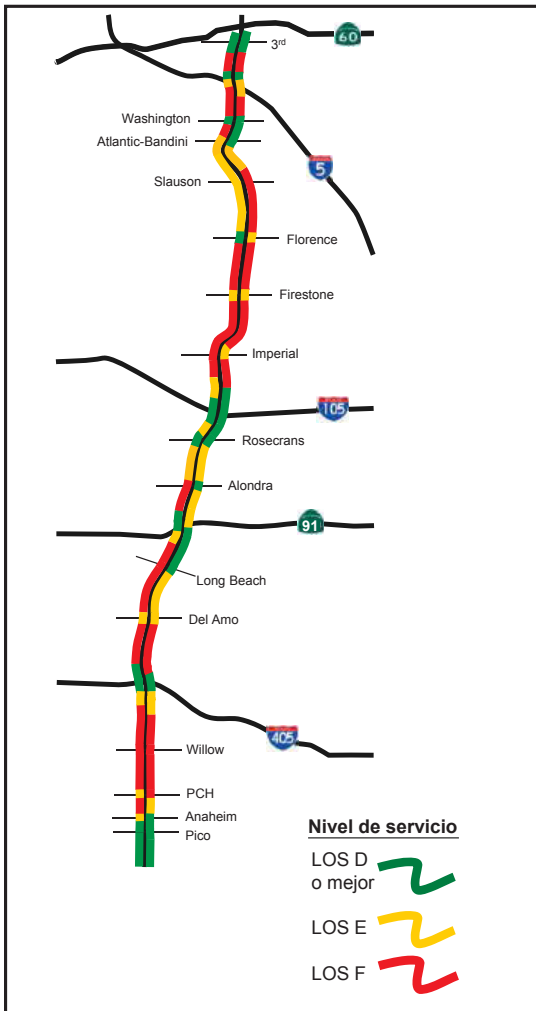 60
3rd
Washington
Atlantic-Bandini
5
Slauson
Florence
Firestone
Imperial
105
Rosecrans
Alondra
91
Long Beach
Del Amo
405
Willow
PCH
Anaheim
Pico
Nivel de servicio
LOS D
o mejor
LOS E
LOS F